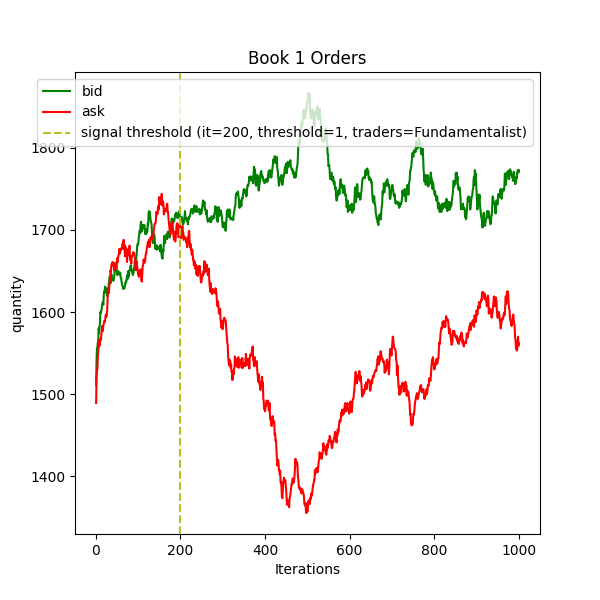 Book 1 Orders
bid
ask
signal threshold (it=200, threshold=1, traders=Fundamentalist)
1800
1700
1600
1500
1400
quantity
0 200 400 600 800 1000
Iterations